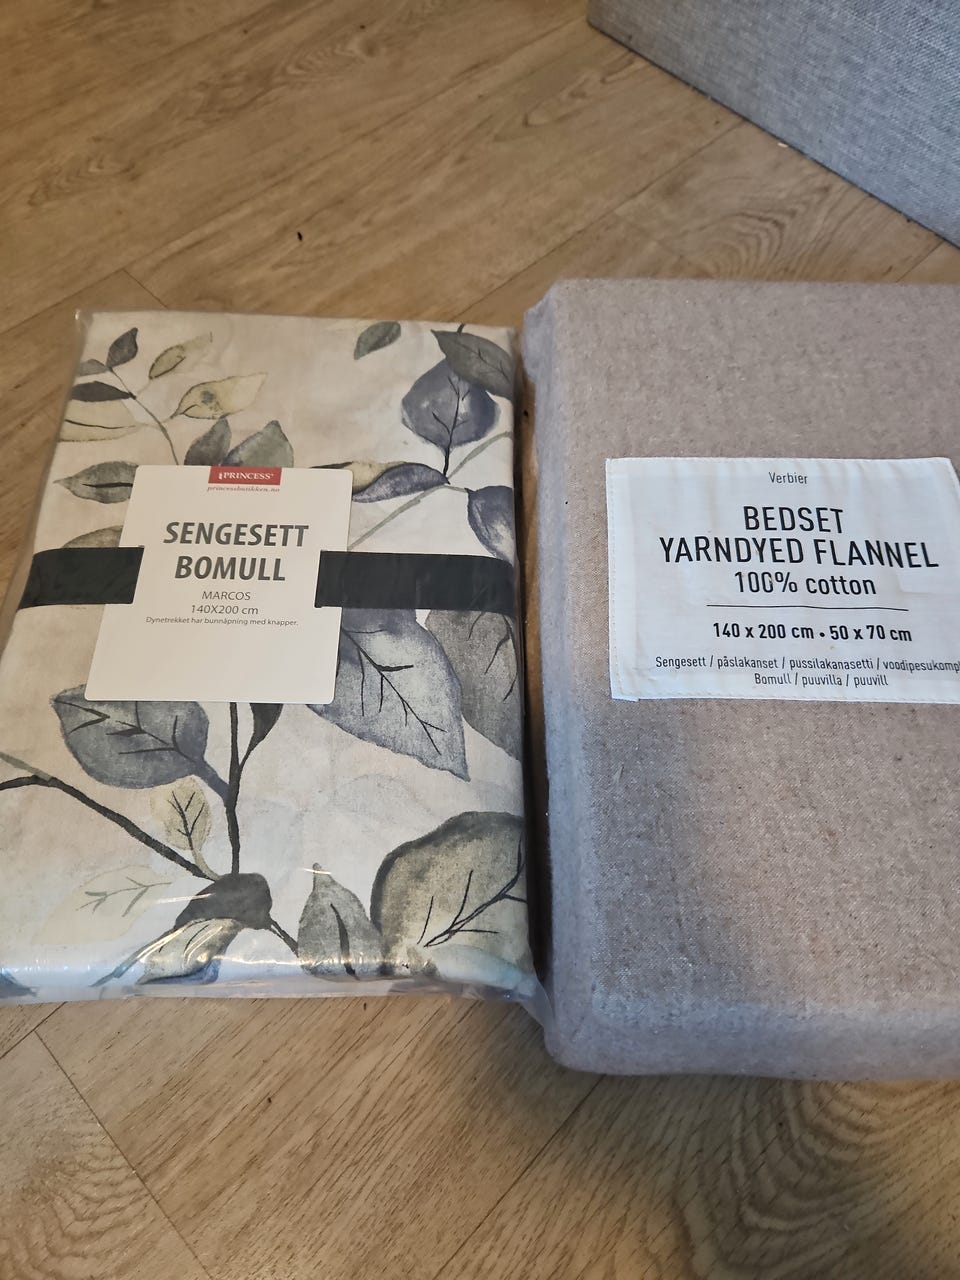 PRINCESS
princessbutikken.no
SENGESETT
BOMULL
MARCOS
140X200 cm
Dynetrekket har bunnåpning med knapper.
Verbier
BEDSET
YARNDYED FLANNEL
100% cotton
140 x 200 cm • 50 x 70 cm
Sengesett / påslakanset / pussilakanasetti / voodipesukompl
Bomull / puuvilla / puuvill